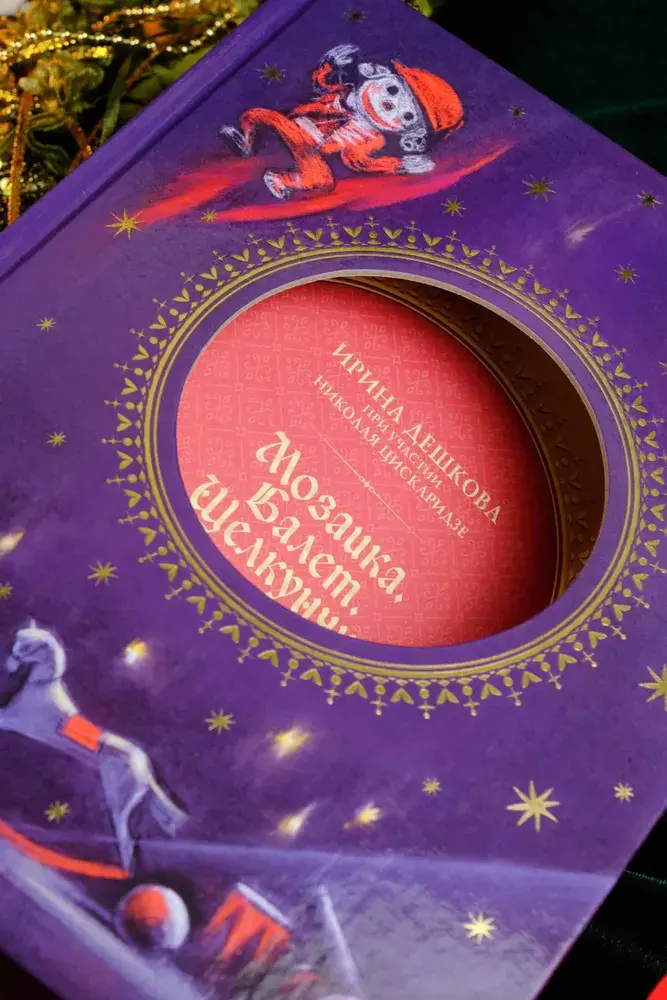 ИРИНА ДЕШКОВА
ПРИ УЧАСТИИ
НИКОЛАЯ ЦИСКАРИДЗЕ
Мозаика.
Балет.